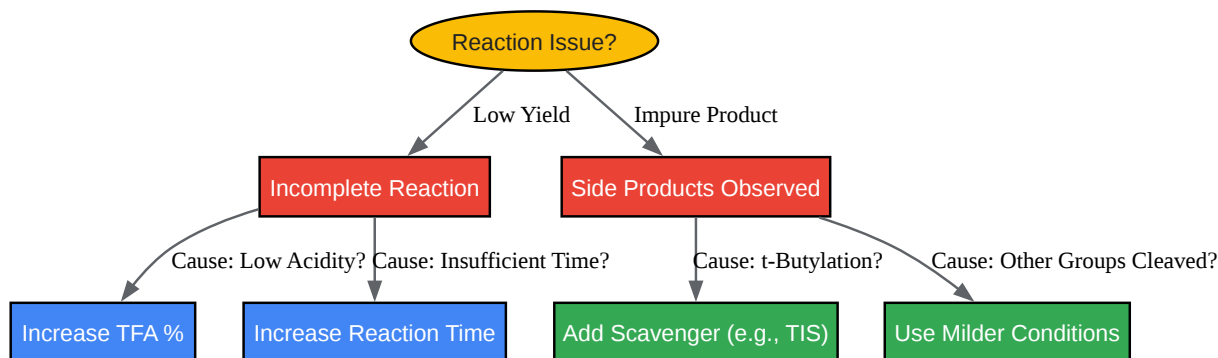 Reaction Issue?
Low Yield
Impure Product
Incomplete Reaction
Side Products Observed
Cause: Low Acidity?
Cause: Insufficient Time?
Cause: t-Butylation?
Cause: Other Groups Cleaved?
Increase TFA %
Increase Reaction Time
Add Scavenger (e.g., TIS)
Use Milder Conditions